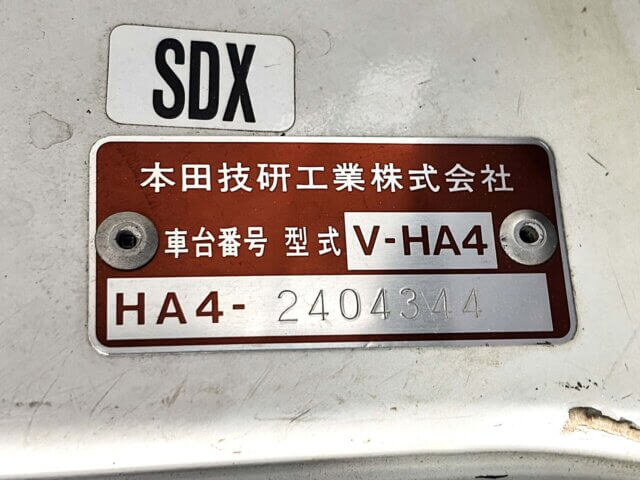 SDX
本田技研工業株式会社
車台番号 型式 V-HA4
HA4- 2404344